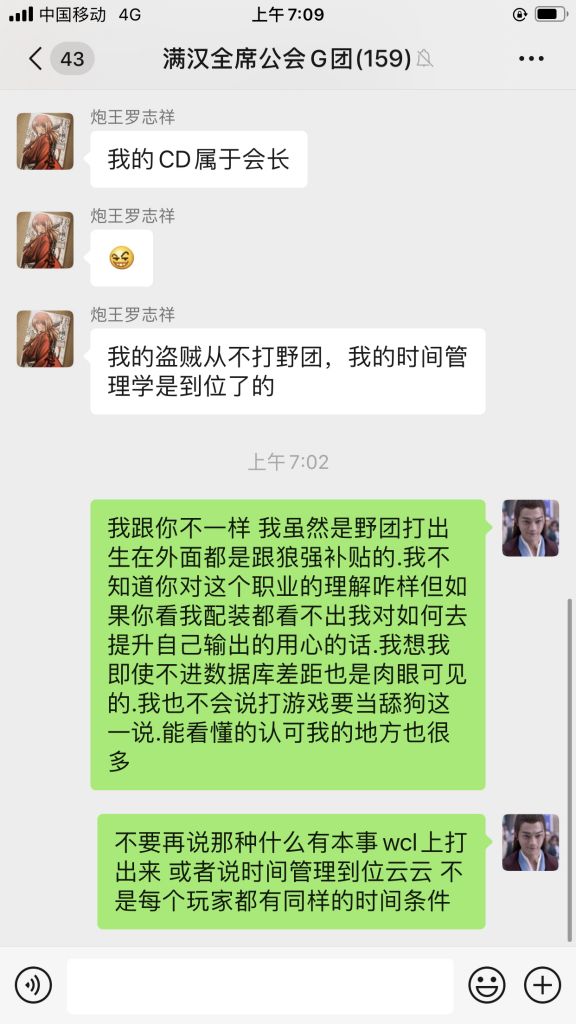 中国移动 4G 上午7:09
43 满汉全席公会G团(159)
炮王罗志祥
我的CD属于会长
炮王罗志祥
炮王罗志祥
我的盗贼从不打野团，我的时间管
理学是到位了的
上午7:02
我跟你不一样 我虽然是野团打出
生在外面都是跟狼强补贴的.我不
知道你对这个职业的理解咋样但如
果你看我配装都看不出我对如何去
提升自己输出的用心的话.我想我
即使不进数据库差距也是肉眼可见
的.我也不会说打游戏要当舔狗这
一说.能看懂的认可我的地方也很
多
不要再说那种什么有本事wcl上打
出来 或者说时间管理到位云云 不
是每个玩家都有同样的时间条件